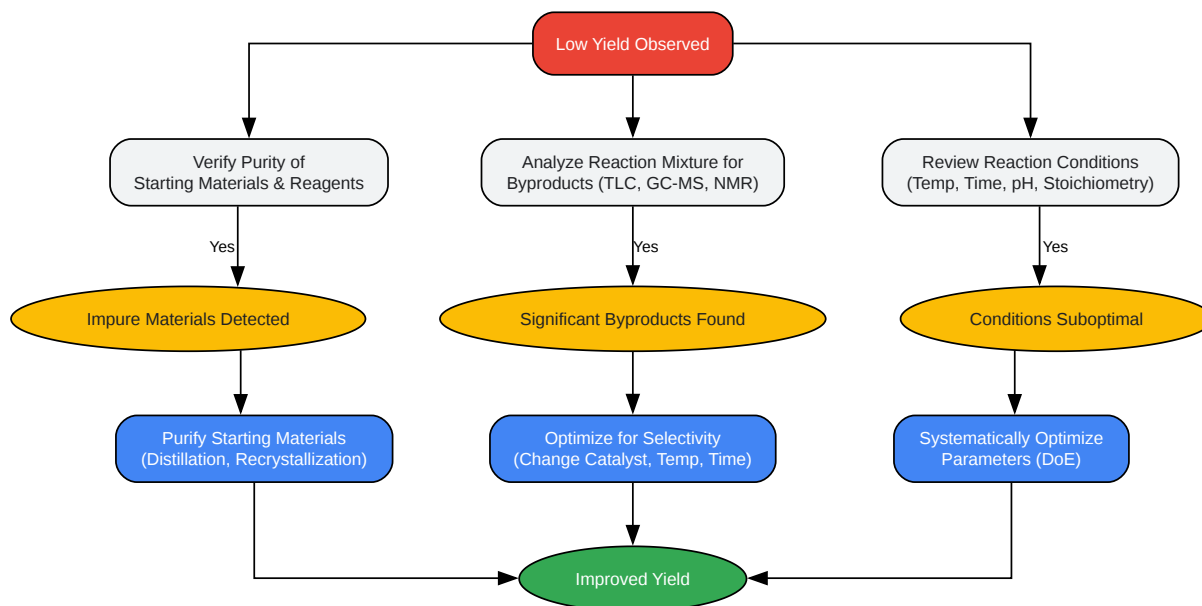 Low Yield Observed
Verify Purity of
Starting Materials & Reagents
Analyze Reaction Mixture for
Byproducts (TLC, GC-MS, NMR)
Review Reaction Conditions
(Temp, Time, pH, Stoichiometry)
Yes
Yes
Yes
Impure Materials Detected
Significant Byproducts Found
Conditions Suboptimal
Purify Starting Materials
(Distillation, Recrystallization)
Optimize for Selectivity
(Change Catalyst, Temp, Time)
Systematically Optimize
Parameters (DoE)
Improved Yield